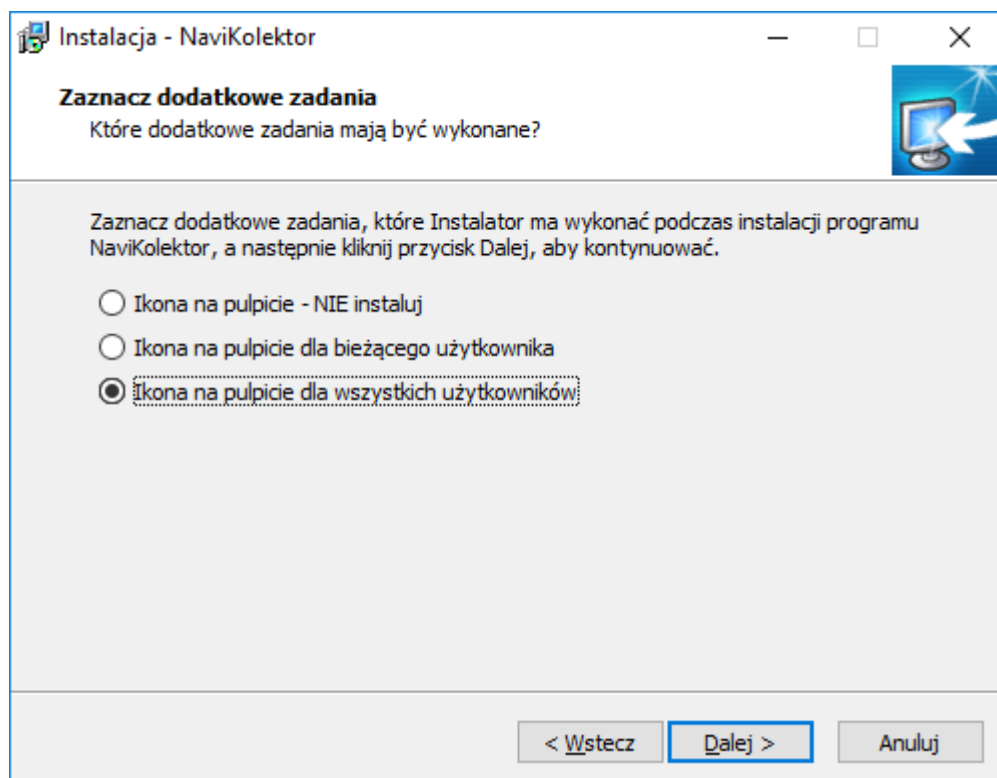 Instalacja - NaviKolektor
Zaznacz dodatkowe zadania
Które dodatkowe zadania mają być wykonane?
Zaznacz dodatkowe zadania, które Instalator ma wykonać podczas instalacji programu
NaviKolektor, a następnie kliknij przycisk Dalej, aby kontynuować.
Ikona na pulpicie - NIE instaluj
Ikona na pulpicie dla bieżącego użytkownika
Ikona na pulpicie dla wszystkich użytkowników
< Wstecz
Dalej >
Anuluj